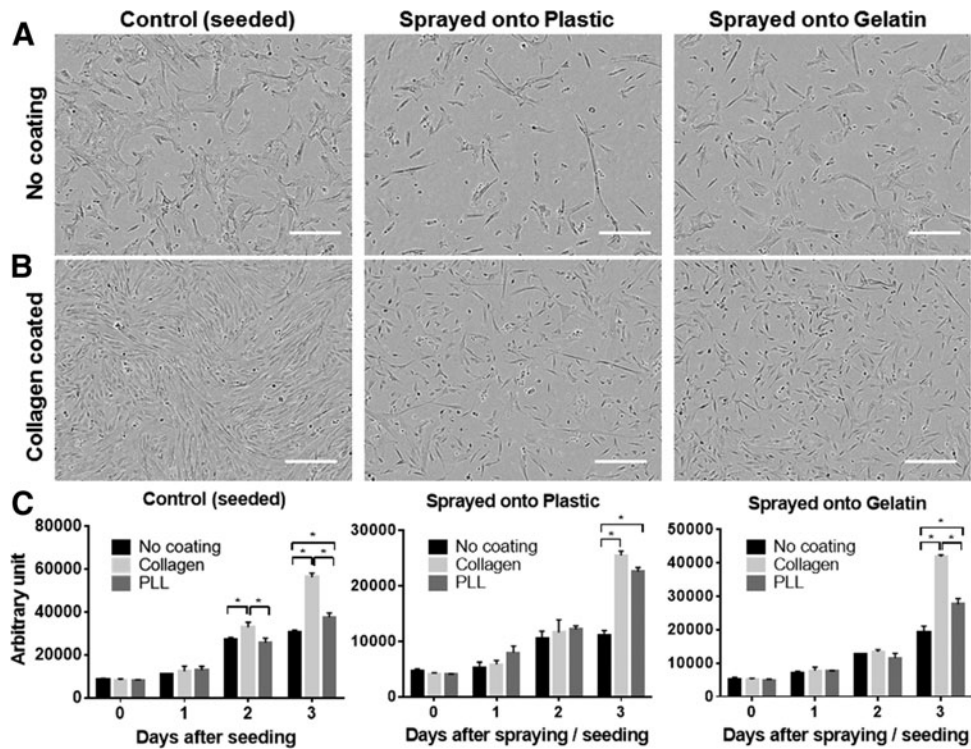 Control (seeded) Sprayed onto Plastic Sprayed onto Gelatin
A
No coating
B
Collagen coated
C
Control (seeded)
Arbitrary unit
80000
60000
40000
20000
0
No coating
Collagen
PLL
* * * * *
0 1 2 3
Days after seeding
Sprayed onto Plastic
30000
20000
10000
0
No coating
Collagen
PLL
* *
0 1 2 3
Days after spraying / seeding
Sprayed onto Gelatin
50000
40000
30000
20000
10000
0
No coating
Collagen
PLL
* * *
0 1 2 3
Days after spraying / seeding